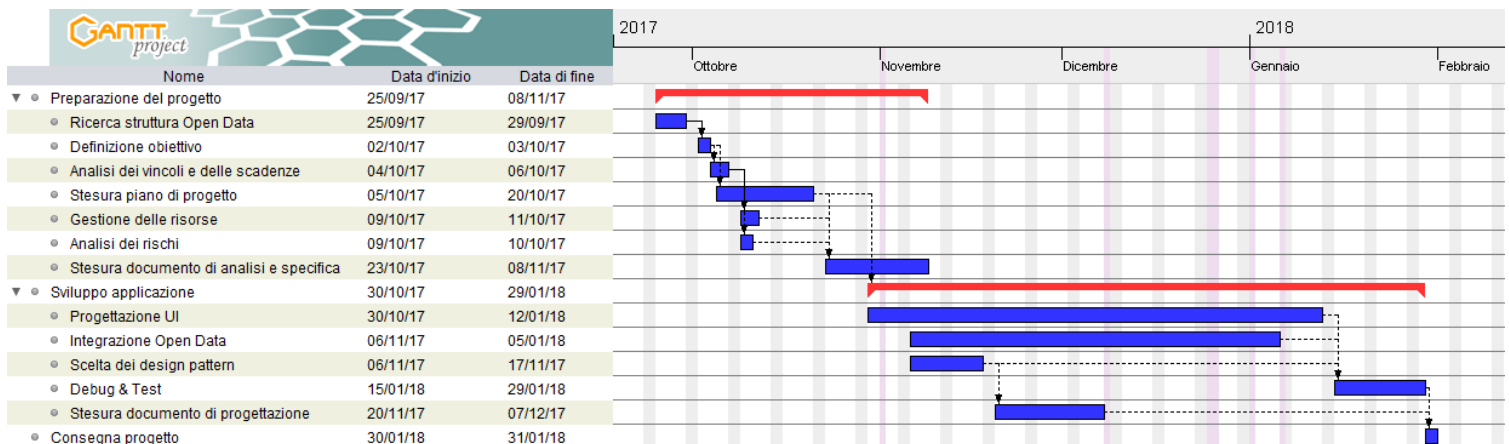 GANTT
project
2017 2018
Ottobre Novembre Dicembre Gennaio Febbraio
Nome Data d'inizio Data di fine
Preparazione del progetto 25/09/17 08/11/17
Ricerca struttura Open Data 25/09/17 29/09/17
Definizione obiettivo 02/10/17 03/10/17
Analisi dei vincoli e delle scadenze 04/10/17 06/10/17
Stesura piano di progetto 05/10/17 20/10/17
Gestione delle risorse 09/10/17 11/10/17
Analisi dei rischi 09/10/17 10/10/17
Stesura documento di analisi e specifica 23/10/17 08/11/17
Sviluppo applicazione 30/10/17 29/01/18
Progettazione UI 30/10/17 12/01/18
Integrazione Open Data 06/11/17 05/01/18
Scelta dei design pattern 06/11/17 17/11/17
Debug & Test 15/01/18 29/01/18
Stesura documento di progettazione 20/11/17 07/12/17
Consegna progetto 30/01/18 31/01/18